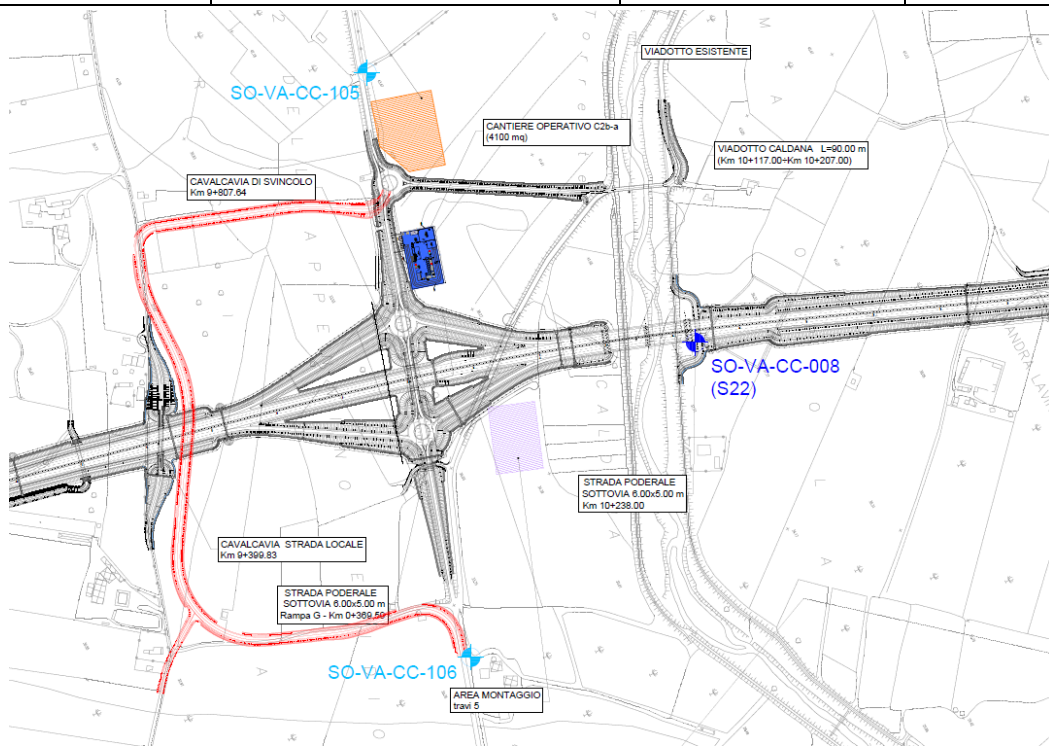 VIADOTTO ESISTENTE
SO-VA-CC-105
CANTIERE OPERATIVO C2b-a
(4100 mq)
VIADOTTO CALDANA L=90.00 m
(Km 10+117.00÷Km 10+207.00)
CAVALCAVIA DI SVINCOLO
Km 9+807.64
SO-VA-CC-008
(S22)
STRADA PODERALE
SOTTOVIA 6.00x5.00 m
Km 10+238.00
CAVALCAVIA STRADA LOCALE
Km 9+399.83
STRADA PODERALE
SOTTOVIA 6.00x5.00 m
Rampa G - Km 0+369.50
SO-VA-CC-106
AREA MONTAGGIO
travi 5